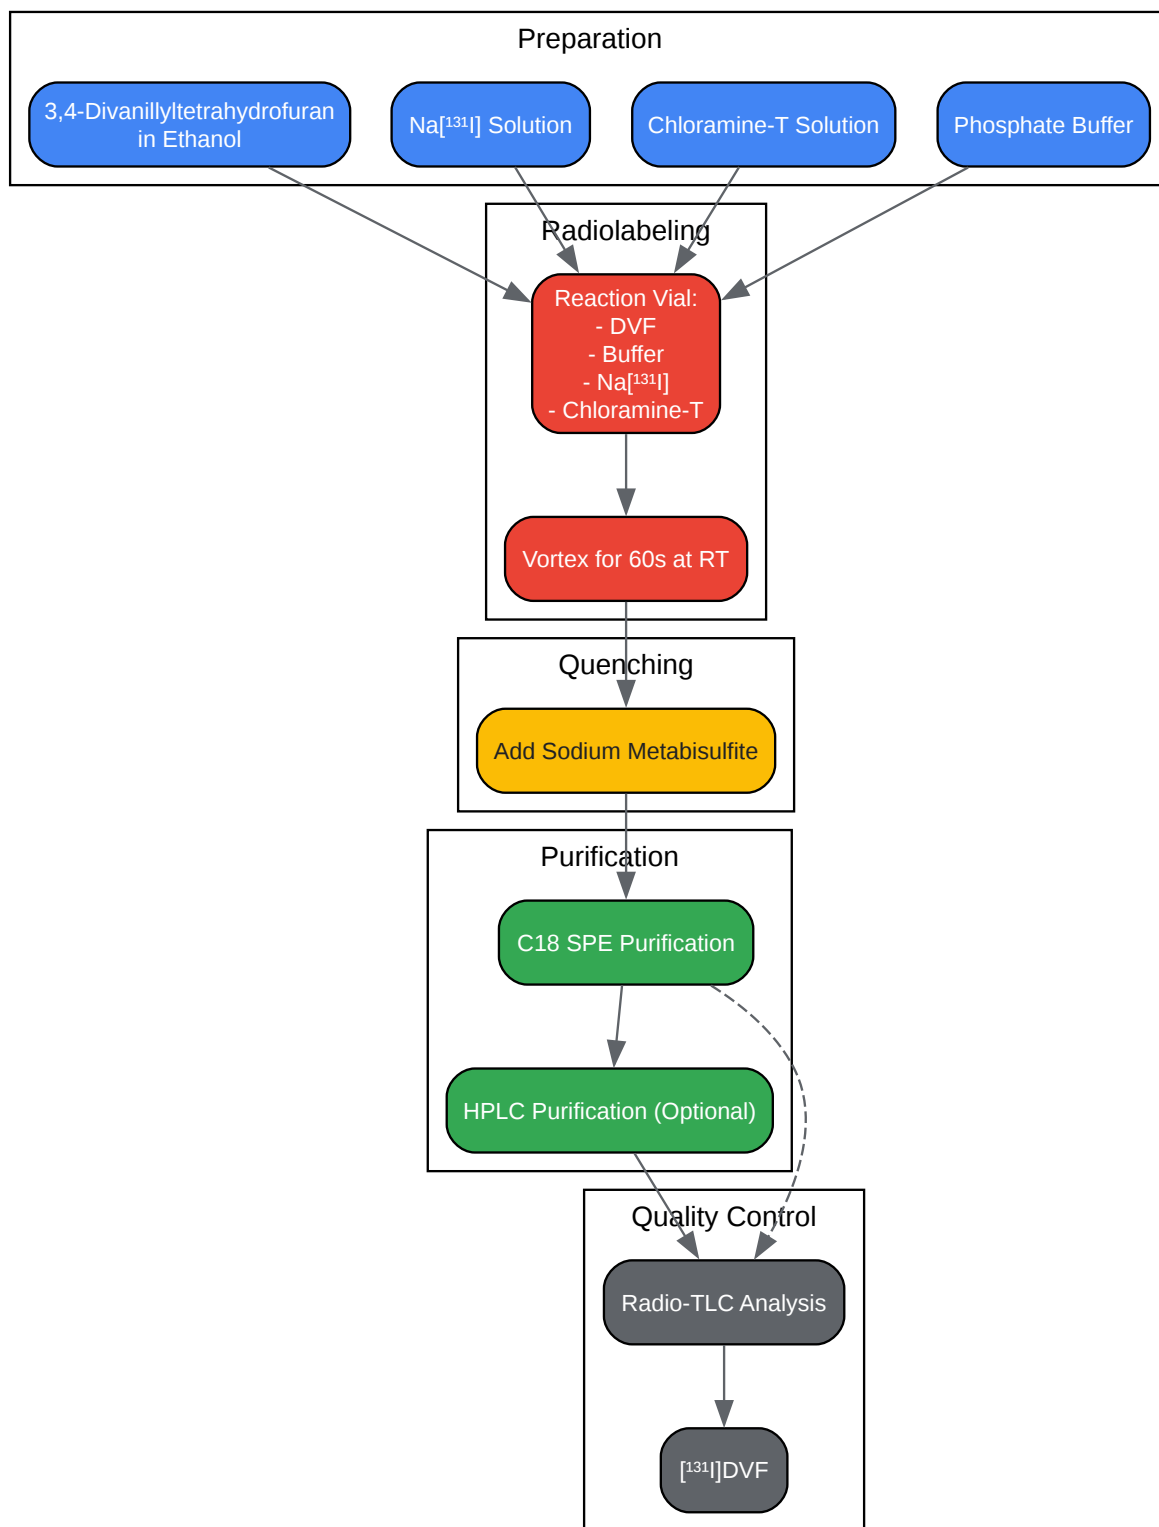 Preparation
3,4-Divanillyltetrahydrofuran
in Ethanol
Na[¹³¹I] Solution
Chloramine-T Solution
Phosphate Buffer
Radiolabeling
Reaction Vial:
- DVF
- Buffer
- Na[¹³¹I]
- Chloramine-T
Vortex for 60s at RT
Quenching
Add Sodium Metabisulfite
Purification
C18 SPE Purification
HPLC Purification (Optional)
Quality Control
Radio-TLC Analysis
[¹³¹I]DVF